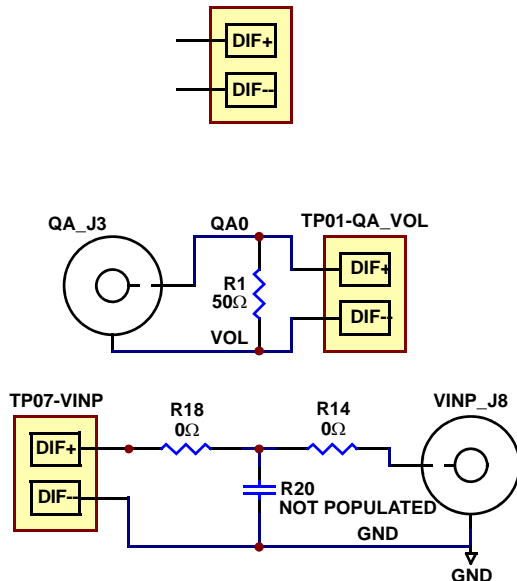 DIF+
DIF--
QA_J3
QA0
TP01-QA_VOL
DIF+
R1
50Ω
DIF--
VOL
TP07-VINP
R18
0Ω
R14
0Ω
VINP_J8
DIF+
DIF--
R20
NOT POPULATED
GND
GND